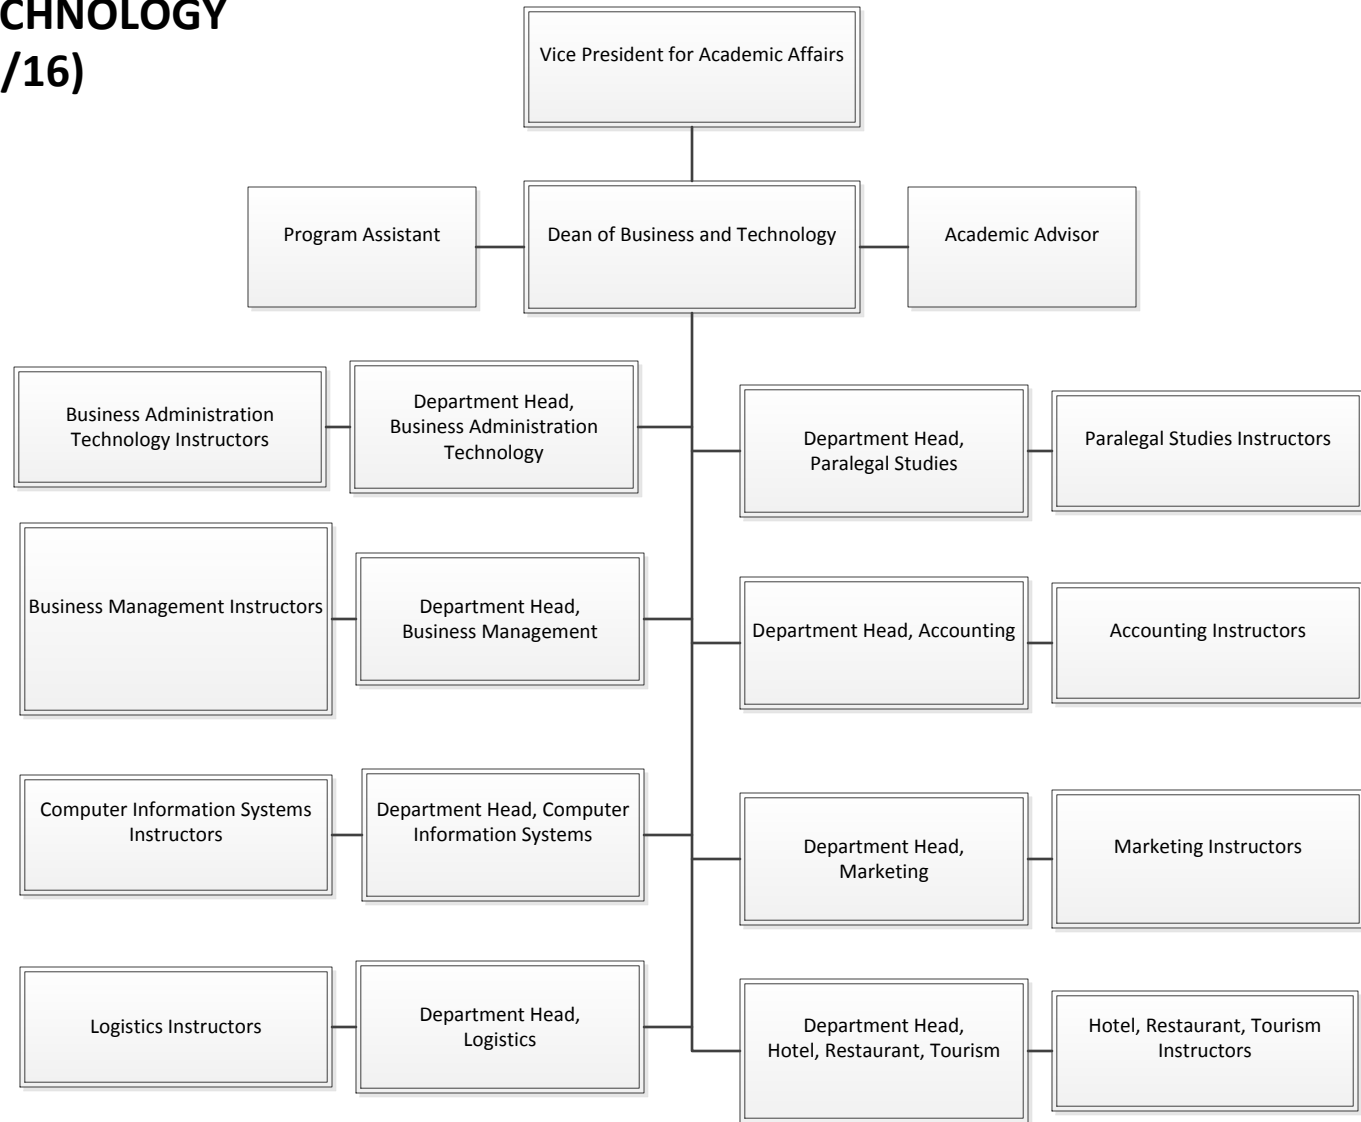 CHNOLOGY
/16)
Vice President for Academic Affairs
Program Assistant
Dean of Business and Technology
Academic Advisor
Business Administration
Technology Instructors
Department Head,
Business Administration
Technology
Department Head,
Paralegal Studies
Paralegal Studies Instructors
Business Management Instructors
Department Head,
Business Management
Department Head, Accounting
Accounting Instructors
Computer Information Systems
Instructors
Department Head, Computer
Information Systems
Department Head,
Marketing
Marketing Instructors
Logistics Instructors
Department Head,
Logistics
Department Head,
Hotel, Restaurant, Tourism
Hotel, Restaurant, Tourism
Instructors